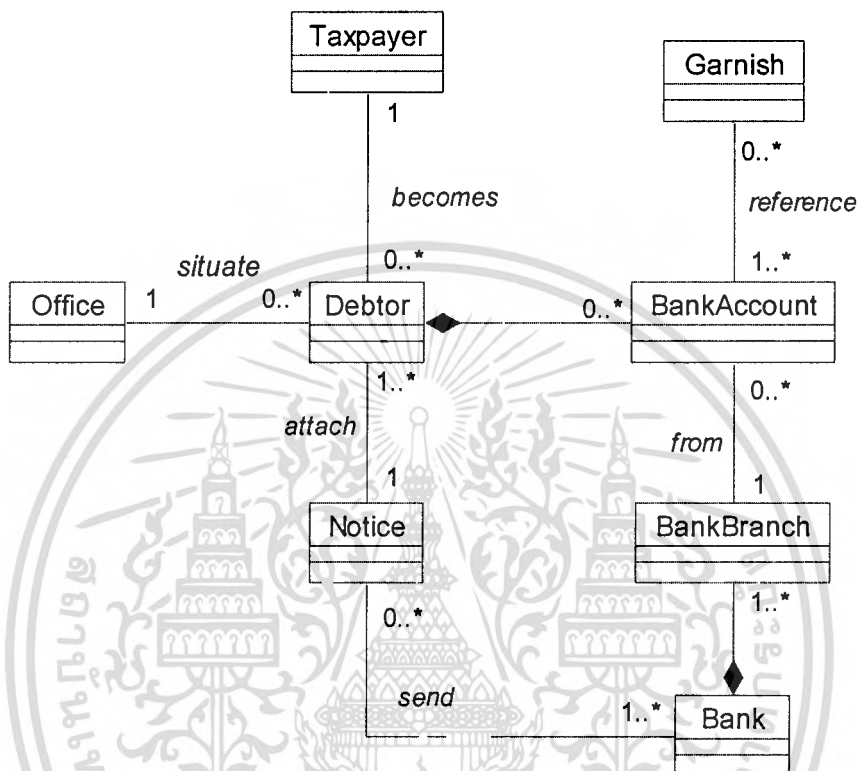 Taxpayer
Garnish
1
0..*
becomes
reference
0..*
1..*
situate
Office
1
0..*
Debtor
0..*
BankAccount
1..*
0..*
attach
from
1
1
Notice
BankBranch
0..*
1..*
send
1..*
Bank